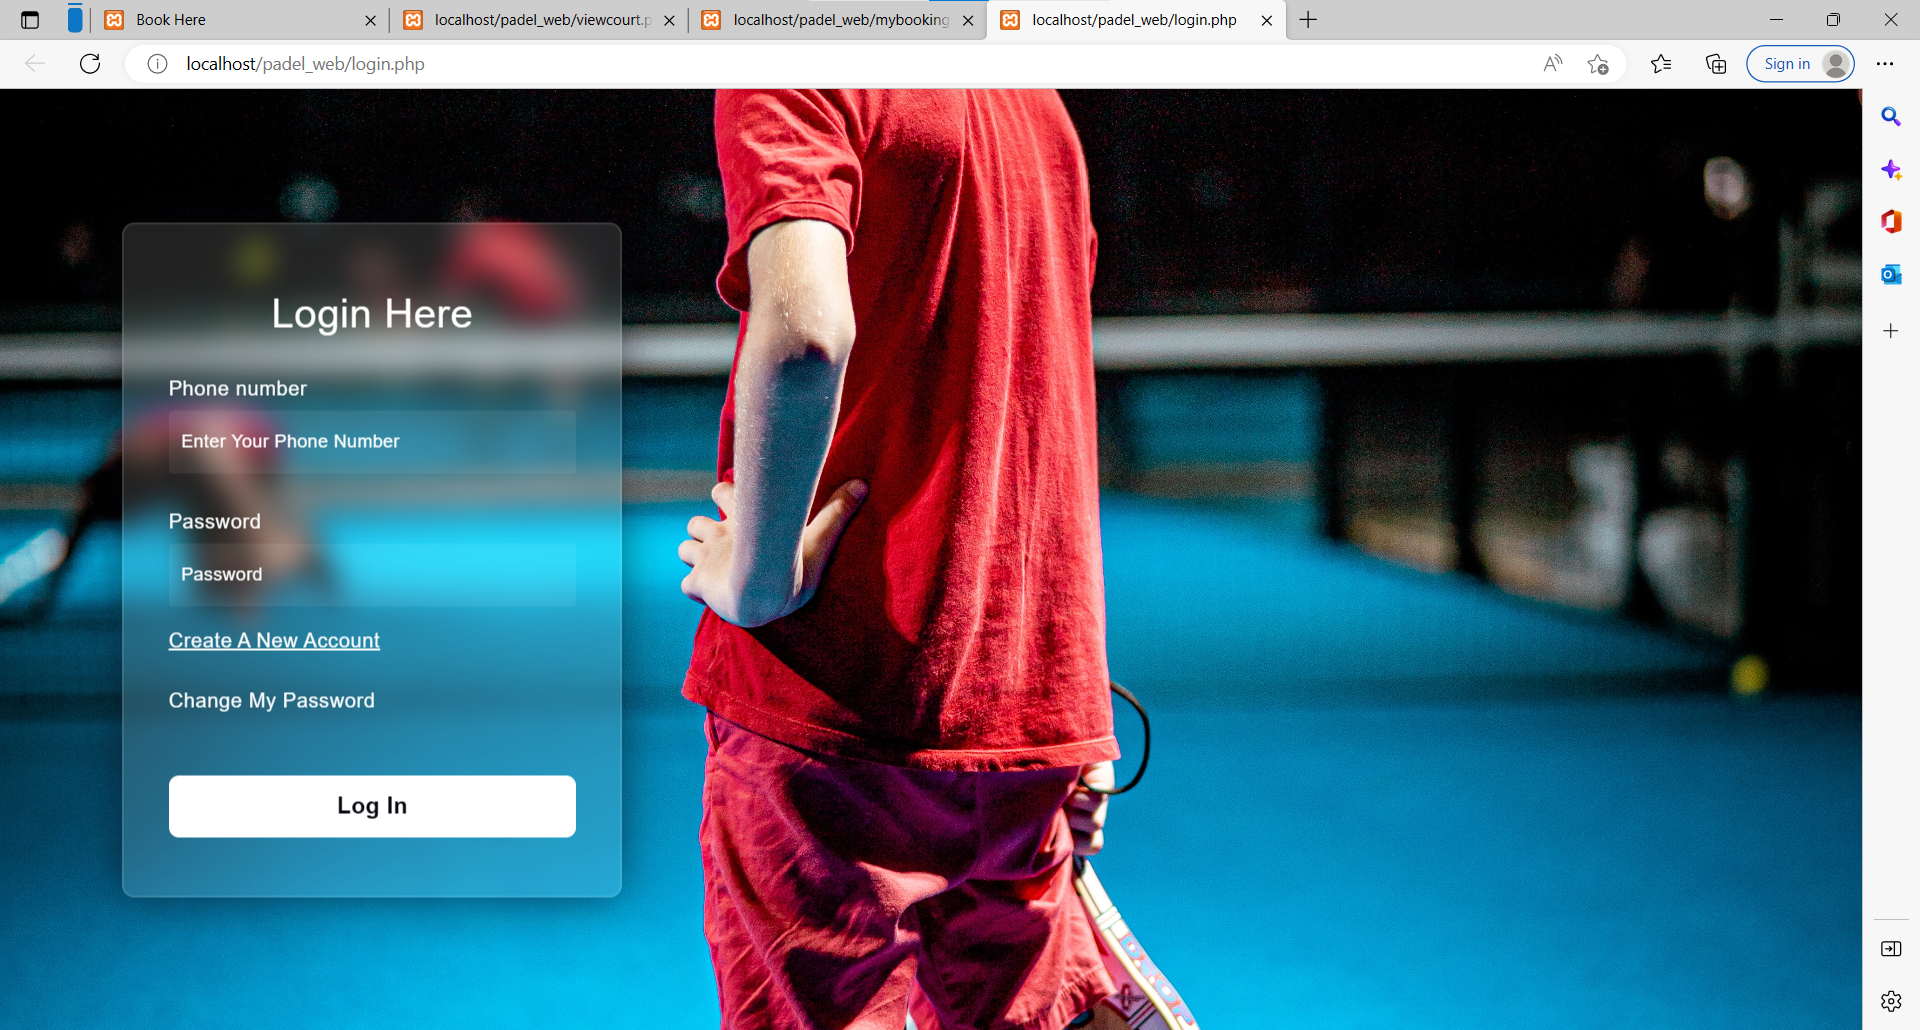 Book Here
localhost/padel_web/viewcourt.p
localhost/padel_web/mybooking
localhost/padel_web/login.php
localhost/padel_web/login.php
Sign in
Login Here
Phone number
Enter Your Phone Number
Password
Password
Create A New Account
Change My Password
Log In